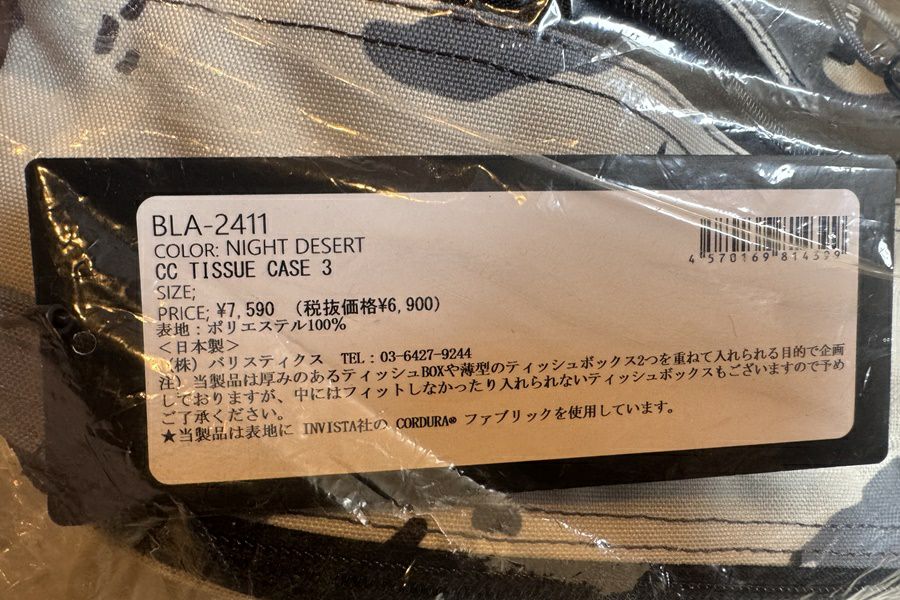 BLA-2411
COLOR: NIGHT DESERT
CC TISSUE CASE 3
SIZE;
PRICE; ¥7,590 (税抜価格¥6,900)
表地:ポリエステル100%
<日本製>
(株) バリスティクス TEL:03-6427-9244
注) 当製品は厚みのあるティッシュBOXや薄型のティッシュボックス2つを重ねて入れられる目的で企画
しておりますが、中にはフィットしなかったり入れられないティッシュボックスもございますので予め
ご了承ください。
★当製品は表地に INVISTA社の CORDURA® ファブリックを使用しています。
4 570169 814399